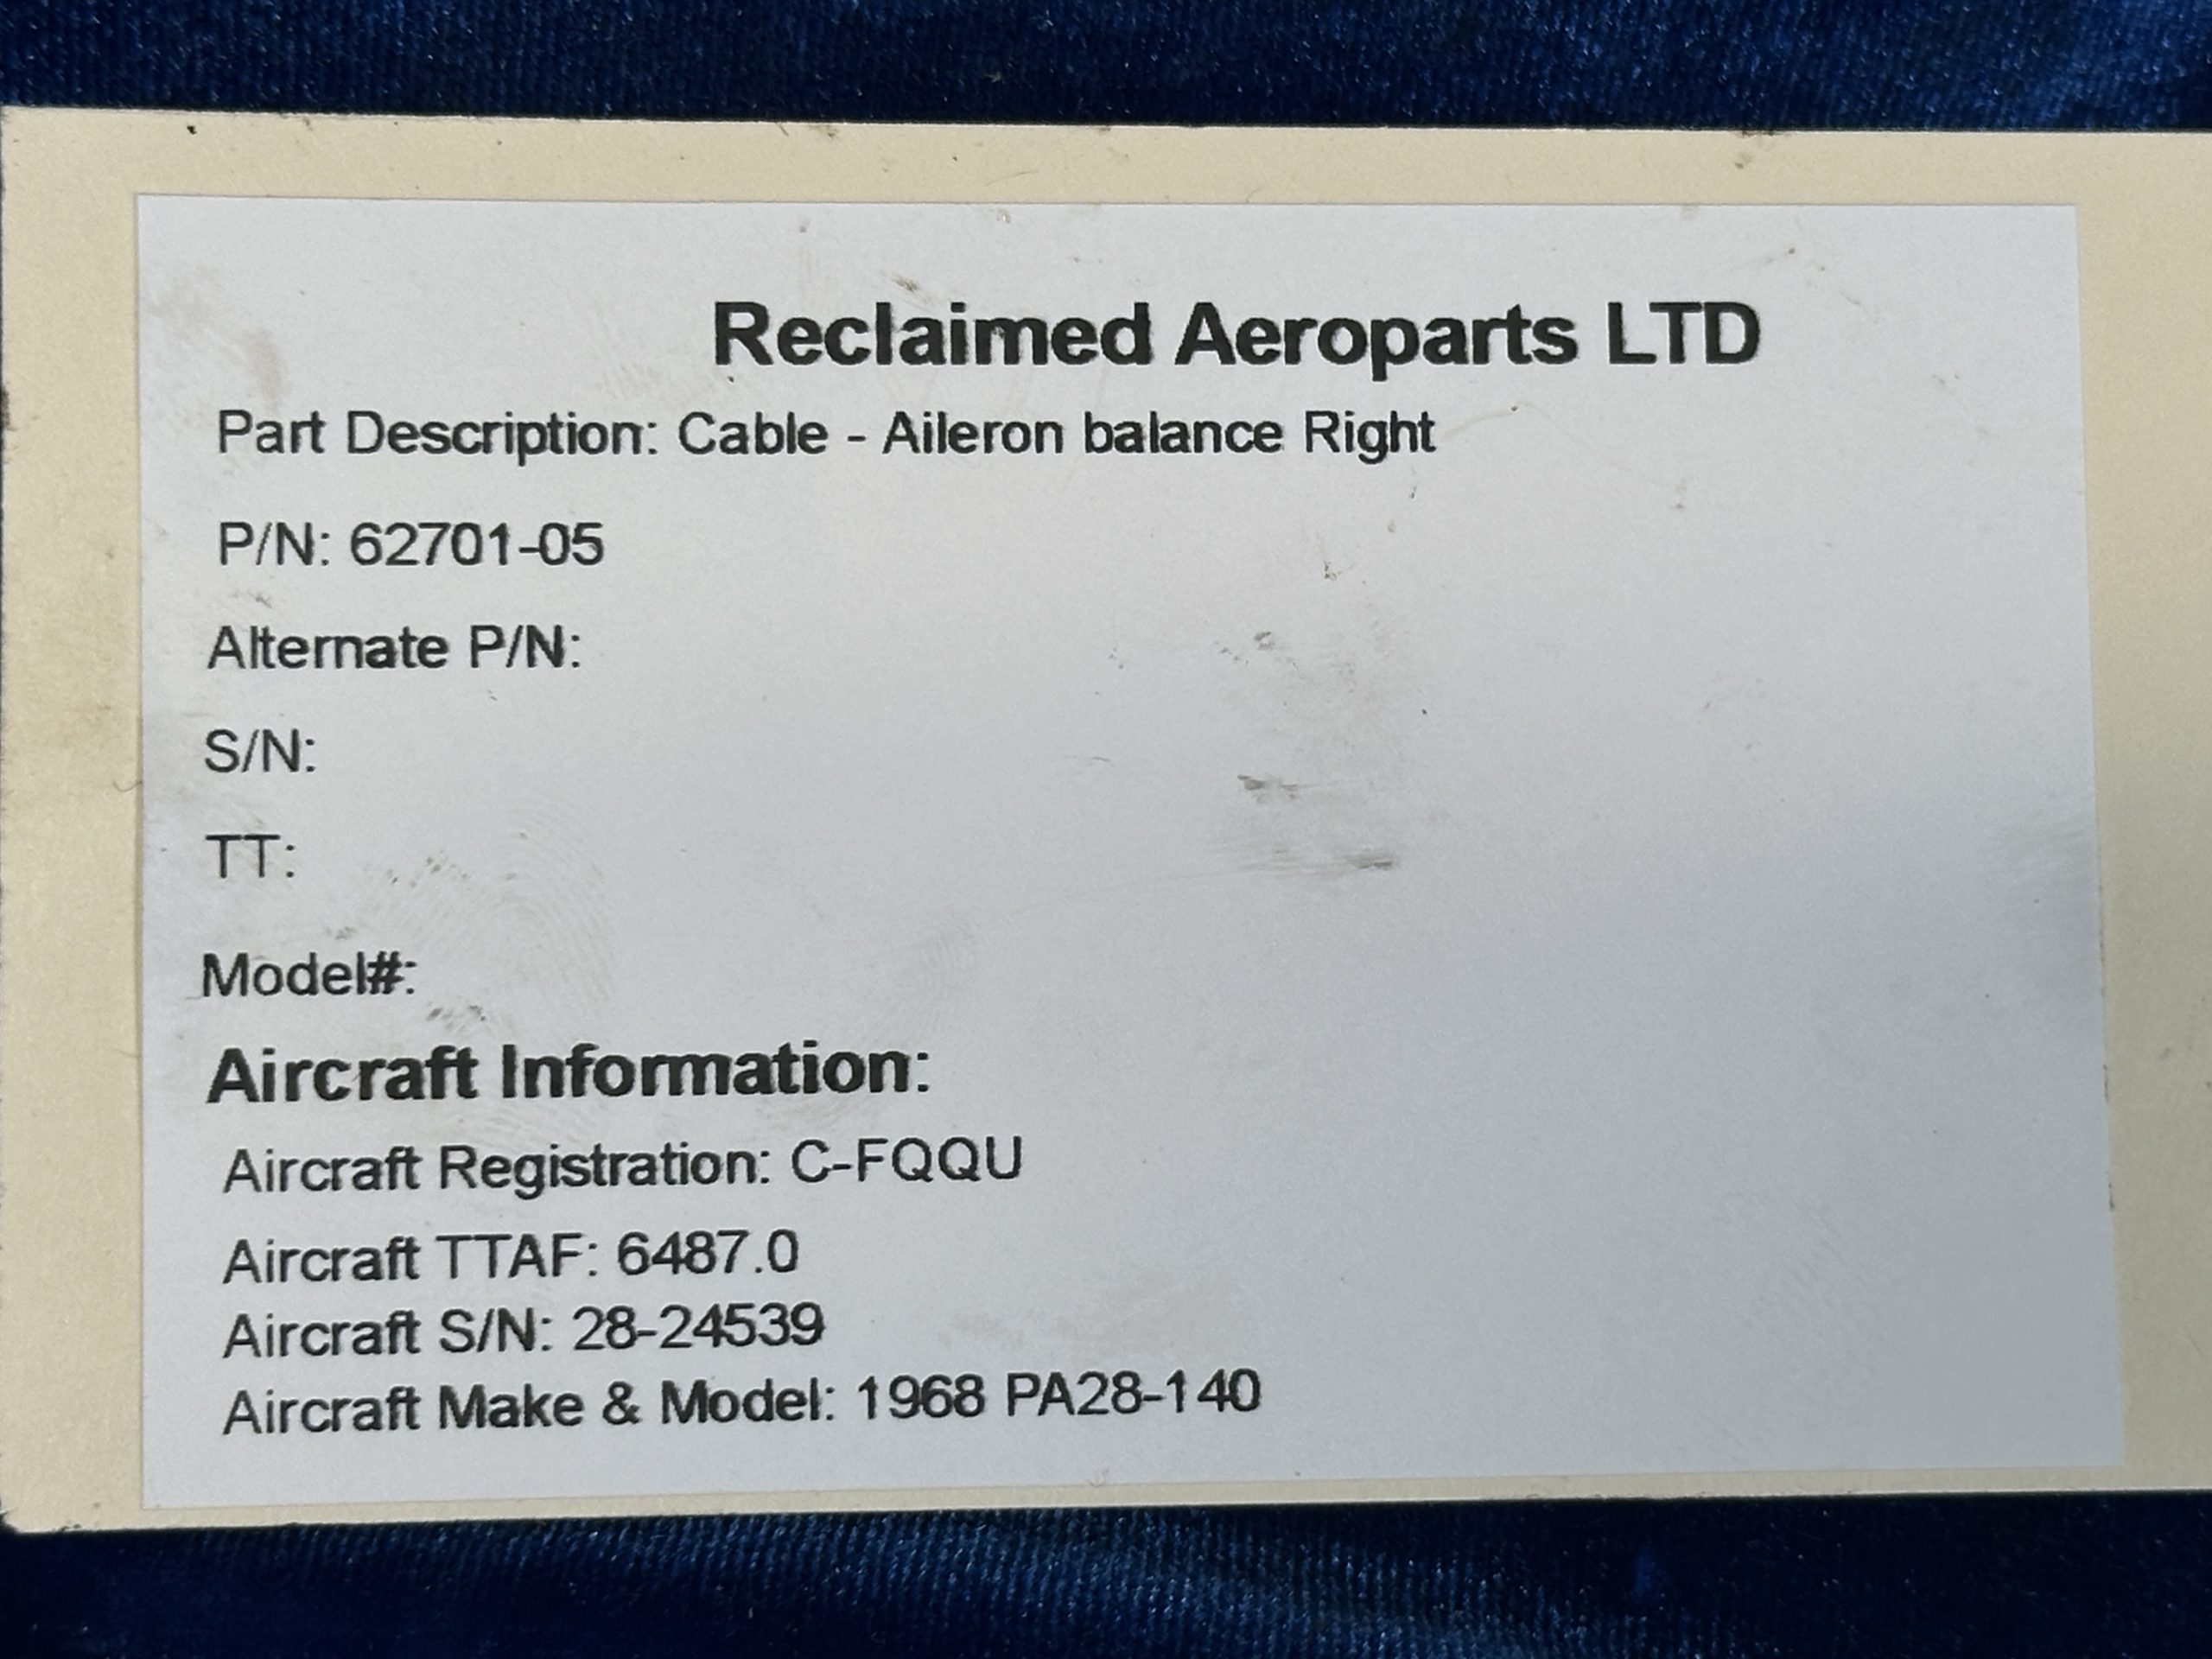 Reclaimed Aeroparts LTD
Part Description: Cable - Aileron balance Right
P/N: 62701-05
Alternate P/N:
S/N:
TT:
Model#:
Aircraft Information:
Aircraft Registration: C-FQQU
Aircraft TTAF: 6487.0
Aircraft S/N: 28-24539
Aircraft Make & Model: 1968 PA28-140